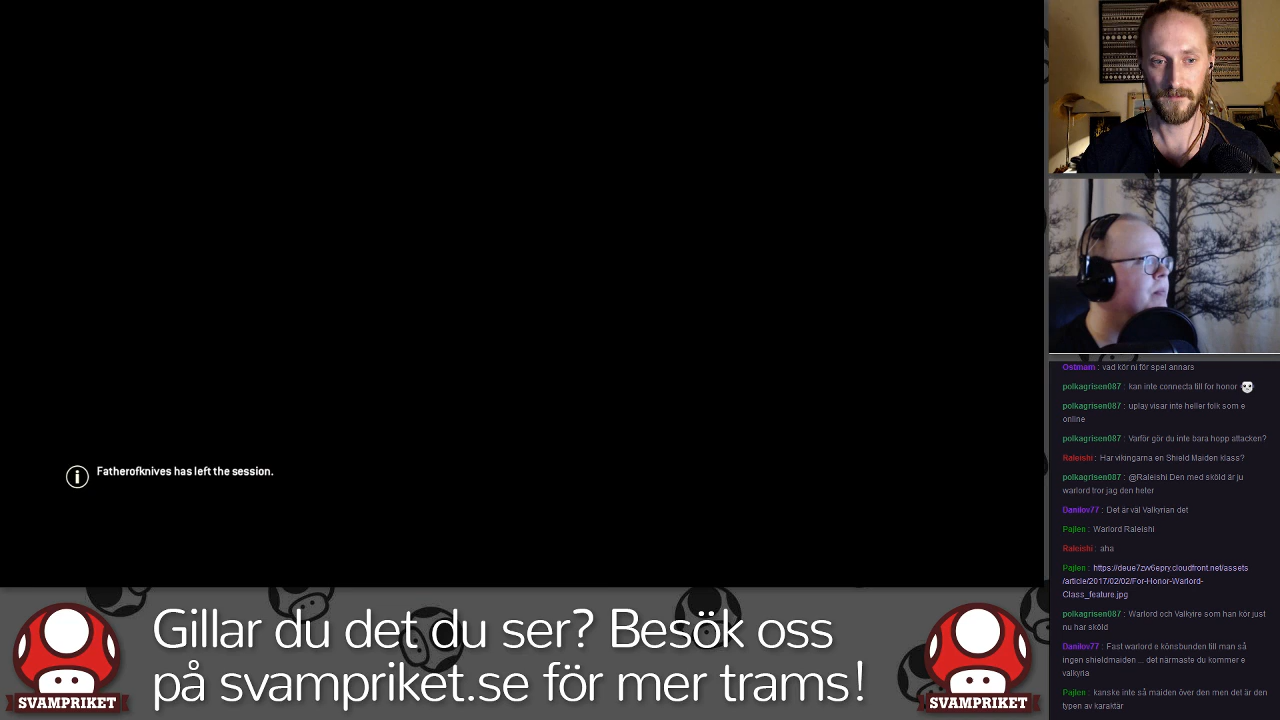 Fatherofknives has left the session.
Gillar du det du ser? Besök oss
på svampriket.se för mer trams!
SVAMPRIKET
SVAMPRIKET
Ostmarn : vad kör ni för spel annars
polkagrisen087 : kan inte connecta till for honor
polkagrisen087 : uplay visar inte heller folk som e
online
polkagrisen087 : Varför gör du inte bara hopp attacken?
Raleishi : Har vikingarna en Shield Maiden klass?
polkagrisen087 : @Raleishi Den med sköld är ju
warlord tror jag den heter
Danilov77 : Det är väl Valkyrian det
Pajlen : Warlord Raleishi
Raleishi : aha
Pajlen : https://deue7zvv6epry.cloudfront.net/assets
/article/2017/02/02/For-Honor-Warlord-
Class_feature.jpg
polkagrisen087 : Warlord och Valkyire som han kör just
nu har sköld
Danilov77 : Fast warlord e könsbunden till man så
ingen shieldmaiden ... det närmaste du kommer e
valkyria
Pajlen : kanske inte så maiden över den men det är den
typen av karaktär